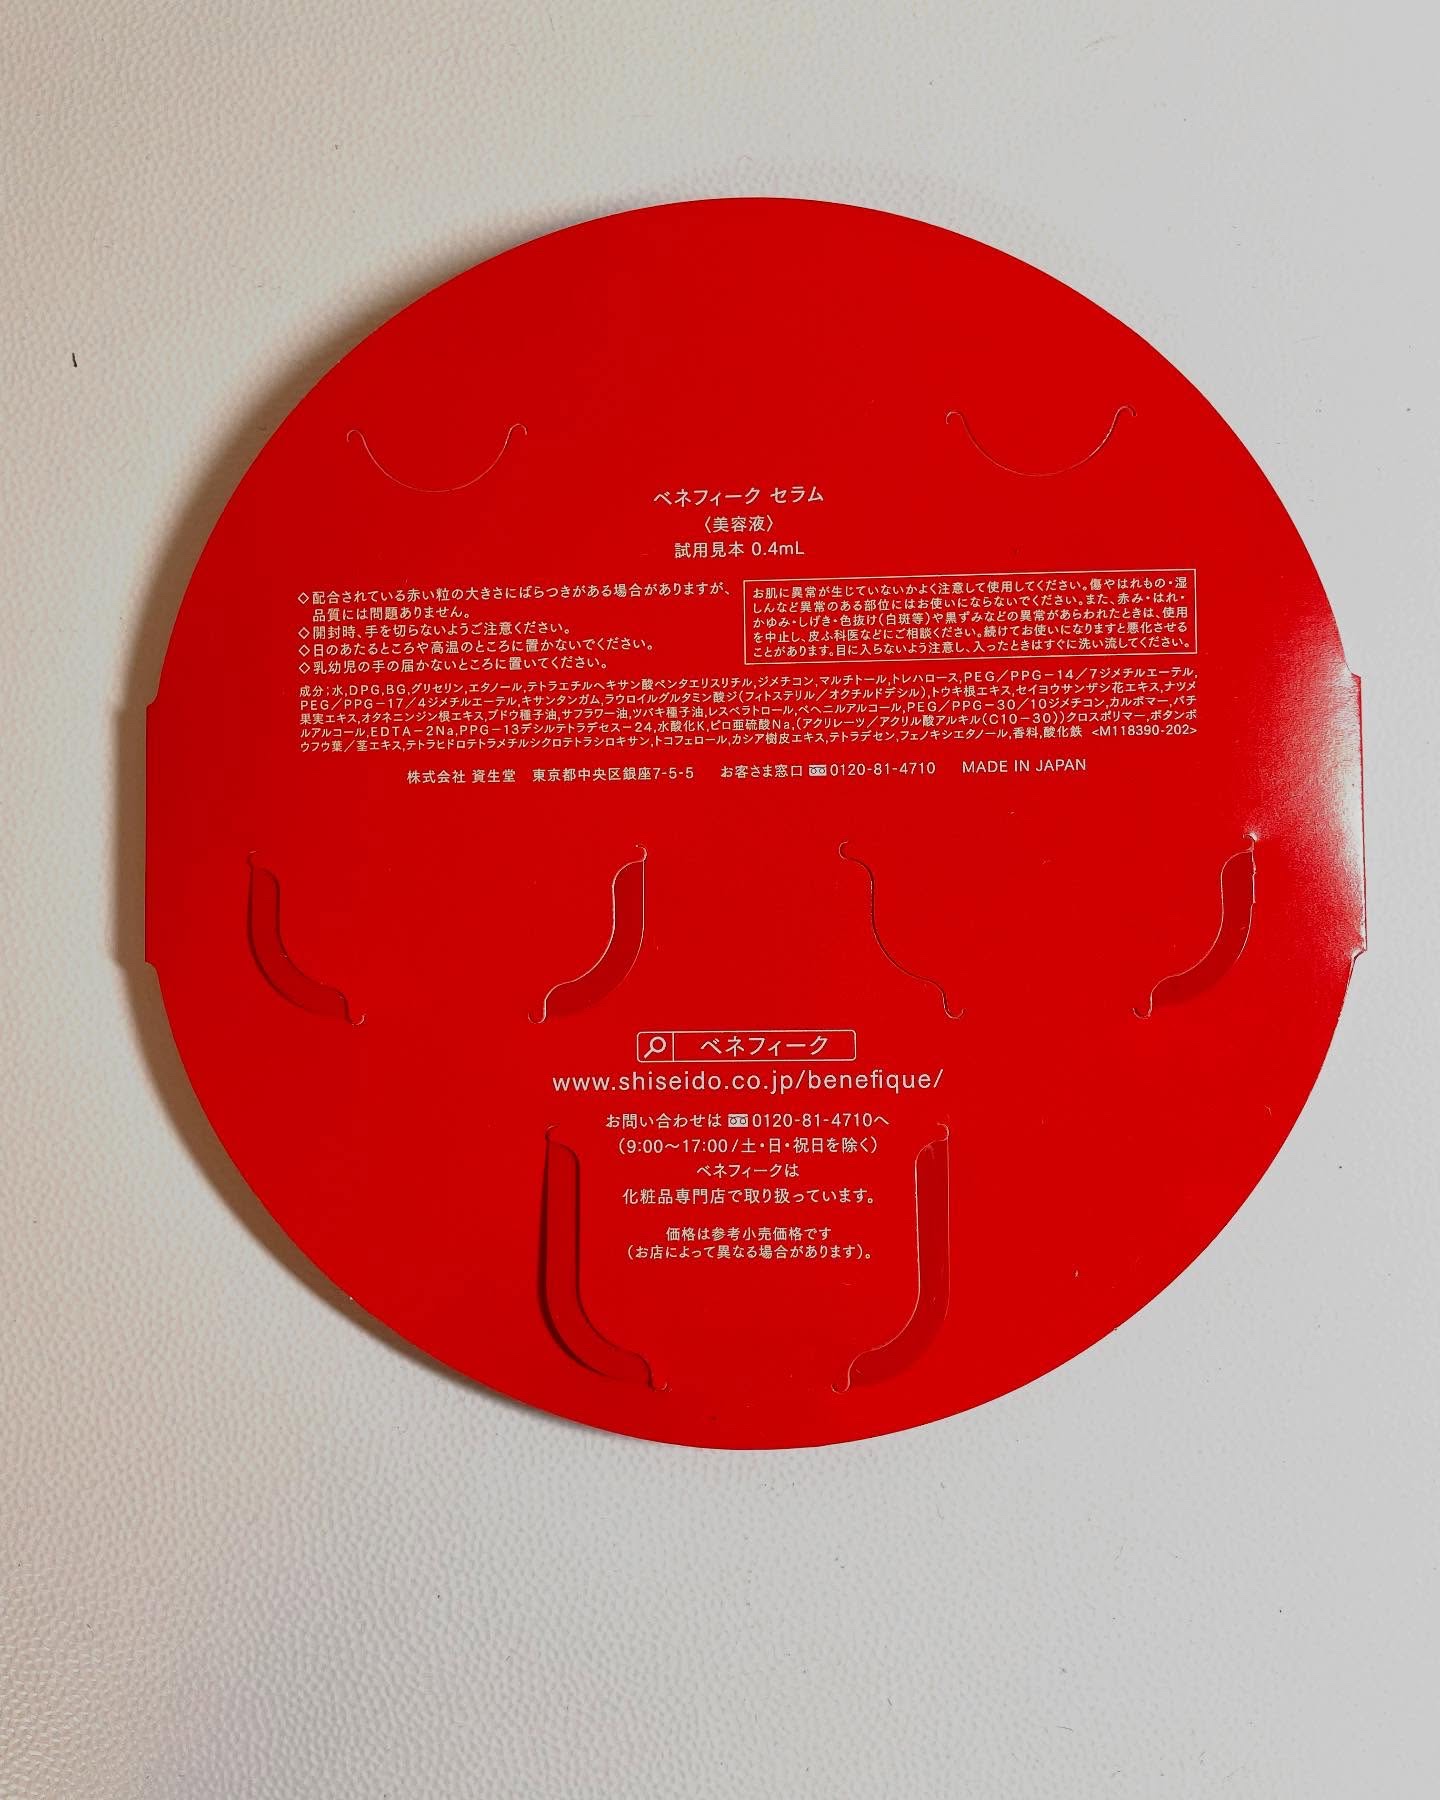 ベネフィーク セラム
〈美容液〉
試用見本 0.4mL
◇配合されている赤い粒の大きさにばらつきがある場合がありますが、
品質には問題ありません。
◇開封時、手を切らないようご注意ください。
◇日のあたるところや高温のところに置かないでください。
◇乳幼児の手の届かないところに置いてください。
お肌に異常が生じていないかよく注意して使用してください。傷やはれもの・湿
しんなど異常のある部位にはお使いにならないでください。また、赤み・はれ・
かゆみ・しげき・色抜け(白斑等)や黒ずみなどの異常があらわれたときは、使用
を中止し、皮ふ科医などにご相談ください。続けてお使いになりますと悪化させる
ことがあります。目に入らないよう注意し、入ったときはすぐに洗い流してください。
成分;水,DPG,BG,グリセリン,エタノール,テトラエチルヘキサン酸ペンタエリスリチル,ジメチコン,マルチトール,トレハロース,PEG/PPG-14/7ジメチルエーテル,
PEG/PPG-17/4ジメチルエーテル,キサンタンガム,ラウロイルグルタミン酸ジ(フィトステリル/オクチルドデシル),トウキ根エキス,セイヨウサンザシ花エキス,ナツメ
果実エキス,オタネニンジン根エキス,ブドウ種子油,サフラワー油,ツバキ種子油,レスベラトロール,ベヘニルアルコール,PEG/PPG-30/10ジメチコン,カルボマー,バチ
ルアルコール,EDTA-2Na,PPG-13デシルテトラデセス-24,水酸化K,ピロ亜硫酸Na,(アクリレーツ/アクリル酸アルキル(C10-30))クロスポリマー,ボタンボ
ウフウ葉/茎エキス,テトラヒドロテトラメチルシクロテトラシロキサン,トコフェロール,カシア樹皮エキス,テトラデセン,フェノキシエタノール,香料,酸化鉄 <M118390-202>
株式会社 資生堂 東京都中央区銀座7-5-5 お客さま窓口 0120-81-4710 MADE IN JAPAN
ベネフィーク
www.shiseido.co.jp/benefique/
お問い合わせは 0120-81-4710へ
(9:00〜17:00/土・日・祝日を除く)
ベネフィークは
化粧品専門店で取り扱っています。
価格は参考小売価格です
(お店によって異なる場合があります)。